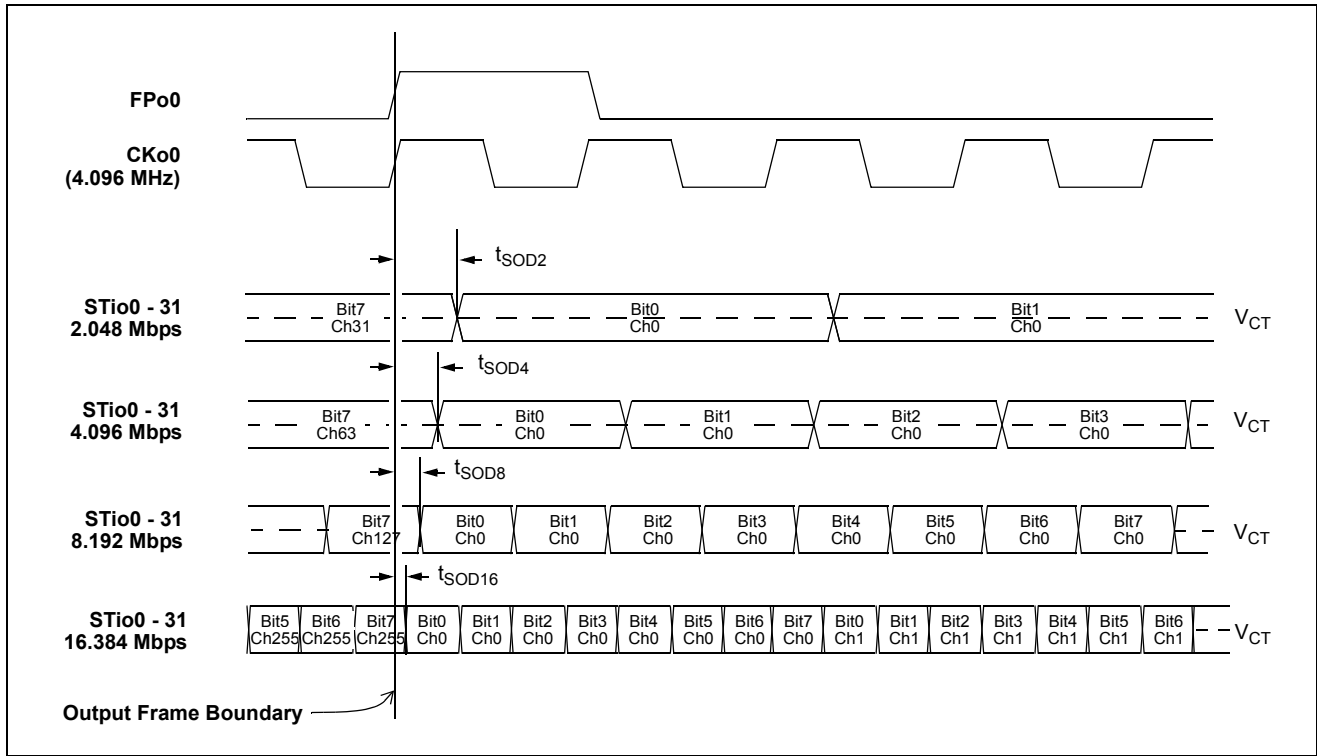 FPo0
CKo0
(4.096 MHz)
tSOD2
STio0 - 31
2.048 Mbps
Bit7
Ch31
Bit0
Ch0
Bit1
Ch0
VCT
tSOD4
STio0 - 31
4.096 Mbps
Bit7
Ch63
Bit0
Ch0
Bit1
Ch0
Bit2
Ch0
Bit3
Ch0
VCT
tSOD8
STio0 - 31
8.192 Mbps
Bit7
Ch127
Bit0
Ch0
Bit1
Ch0
Bit2
Ch0
Bit3
Ch0
Bit4
Ch0
Bit5
Ch0
Bit6
Ch0
Bit7
Ch0
VCT
tSOD16
STio0 - 31
16.384 Mbps
Bit5
Ch255
Bit6
Ch255
Bit7
Ch255
Bit0
Ch0
Bit1
Ch0
Bit2
Ch0
Bit3
Ch0
Bit4
Ch0
Bit5
Ch0
Bit6
Ch0
Bit7
Ch0
Bit0
Ch1
Bit1
Ch1
Bit2
Ch1
Bit3
Ch1
Bit4
Ch1
Bit5
Ch1
Bit6
Ch1
VCT
Output Frame Boundary